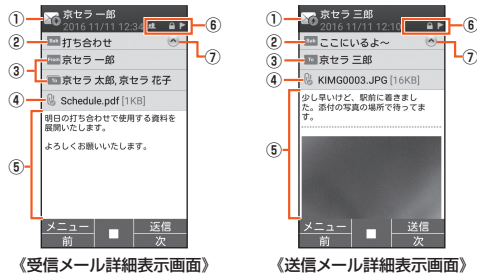 ① 京セラ 一郎
2016 11/11 12:34
⑥
② Sub 打ち合わせ
⑦
③ From 京セラ 一郎
To 京セラ 太郎, 京セラ 花子
④ Schedule.pdf [1KB]
⑤ 明日の打ち合わせで使用する資料を
展開いたします。
よろしくお願いいたします。
メニュー 送信
前 次
《受信メール詳細表示画面》
① 京セラ 三郎
2016 11/11 12:10
⑥
② Sub ここにいるよ~
⑦
③ To 京セラ 三郎
④ KIMG0003.JPG [16KB]
⑤ 少し早いけど、駅前に着きまし
た。添付の写真の場所で待ってま
す。
メニュー 送信
前 次
《送信メール詳細表示画面》